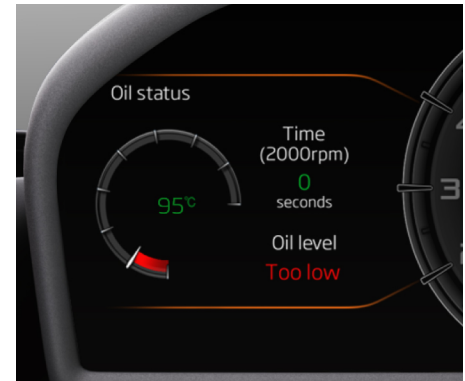 Oil status
Time
(2000rpm)
0
seconds
95°C
Oil level
Too low
3